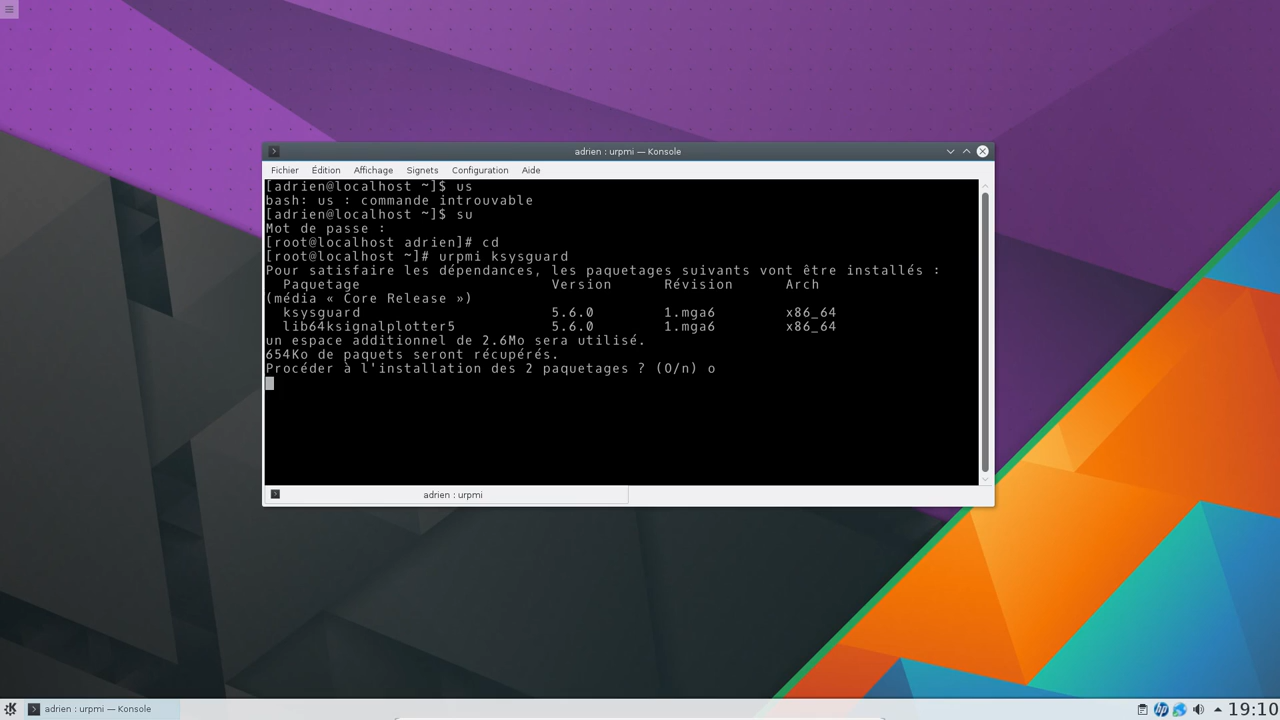 adrien : urpmi — Konsole
Fichier Édition Affichage Signets Configuration Aide
[adrien@localhost ~]$ us
bash: us : commande introuvable
[adrien@localhost ~]$ su
Mot de passe :
[root@localhost adrien]# cd
[root@localhost ~]# urpmi ksysguard
Pour satisfaire les dépendances, les paquetages suivants vont être installés :
Paquetage Version Révision Arch
(média « Core Release »)
ksysguard 5.6.0 1.mga6 x86_64
lib64ksignalplotter5 5.6.0 1.mga6 x86_64
un espace additionnel de 2.6Mo sera utilisé.
654Ko de paquets seront récupérés.
Procéder à l'installation des 2 paquetages ? (O/n) o
adrien : urpmi
adrien : urpmi — Konsole
hp
19:10